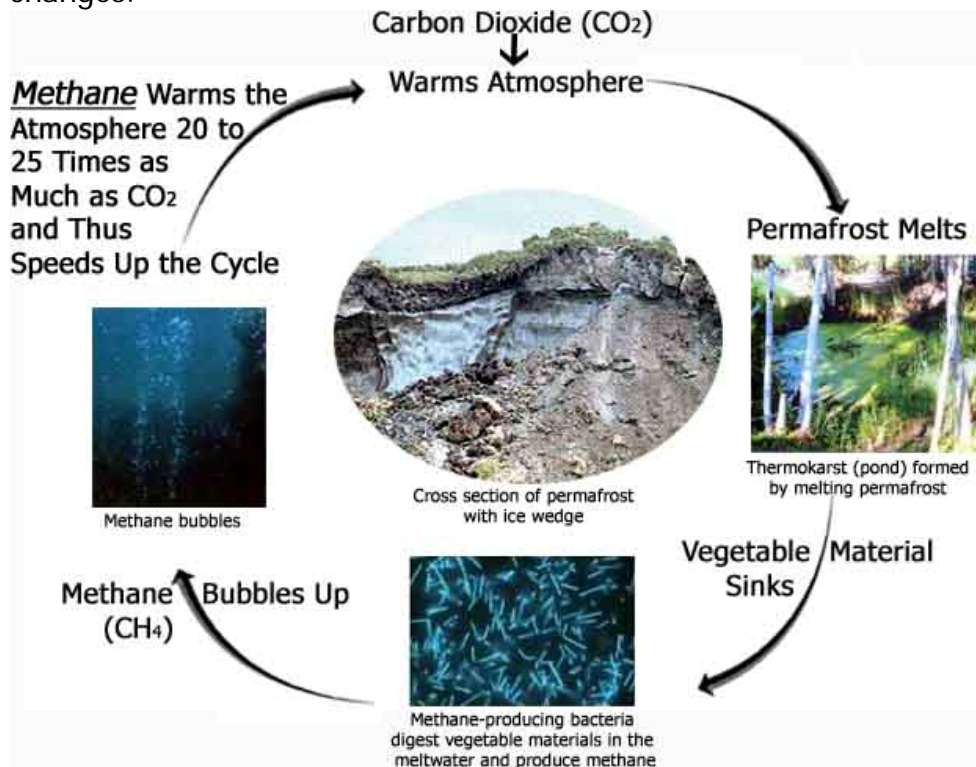 changes.
Carbon Dioxide (CO₂)
Warms Atmosphere
Methane Warms the
Atmosphere 20 to
25 Times as
Much as CO₂
and Thus
Speeds Up the Cycle
Permafrost Melts
Thermokarst (pond) formed
by melting permafrost
Cross section of permafrost
with ice wedge
Methane bubbles
Vegetable Material
Sinks
Methane Bubbles Up
(CH₄)
Methane-producing bacteria
digest vegetable materials in the
meltwater and produce methane